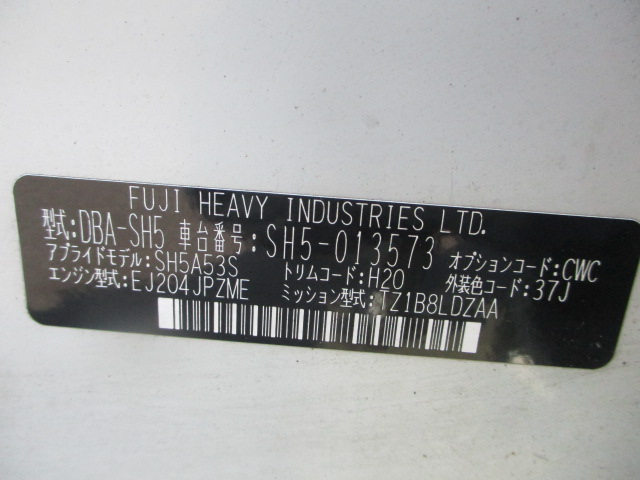 FUJI HEAVY INDUSTRIES LTD.
型式:DBA-SH5 車台番号:SH5-013573 オプションコード:CWC
アプライドモデル:SH5A53S トリムコード:H20 外装色コード:37J
エンジン型式:EJ204JPZME ミッション型式:TZ1B8LDZAA